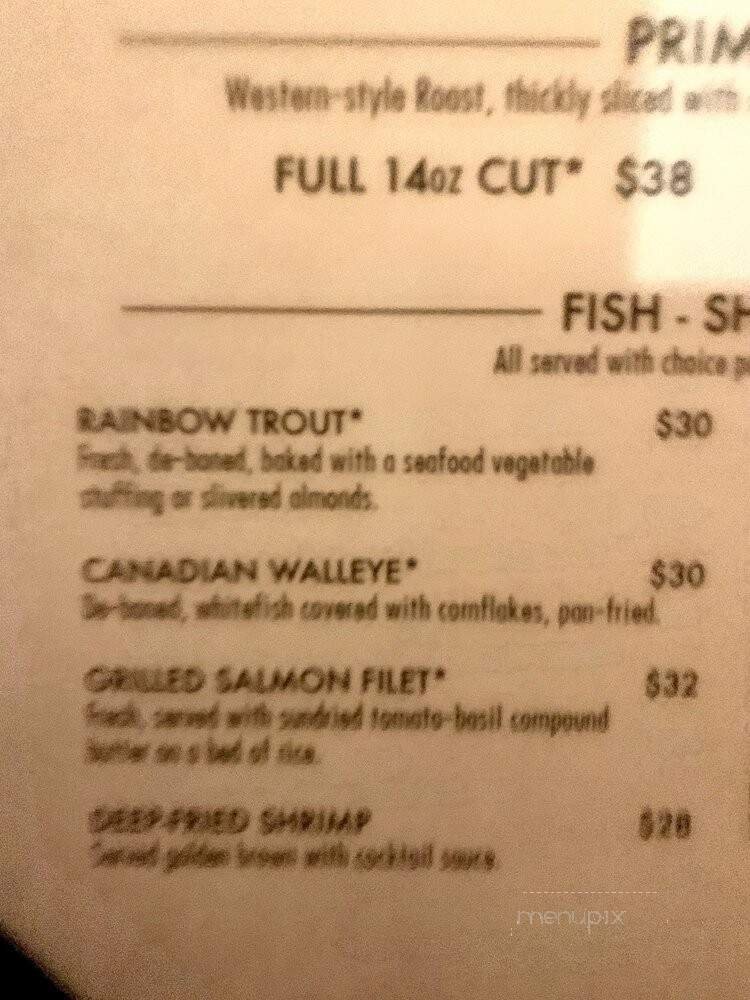 PRIM
Western-style Roast, thickly sliced with
FULL 14oz CUT* $38
FISH - SH
All served with choice p
RAINBOW TROUT* $30
Fresh, de-boned, baked with a seafood vegetable
stuffing or slivered almonds.
CANADIAN WALLEYE* $30
De-boned, whitefish covered with cornflakes, pan-fried.
GRILLED SALMON FILET* $32
Fresh, served with sundried tomato-basil compound
butter on a bed of rice.
DEEP-FRIED SHRIMP $28
Served golden brown with cocktail sauce.
menupix